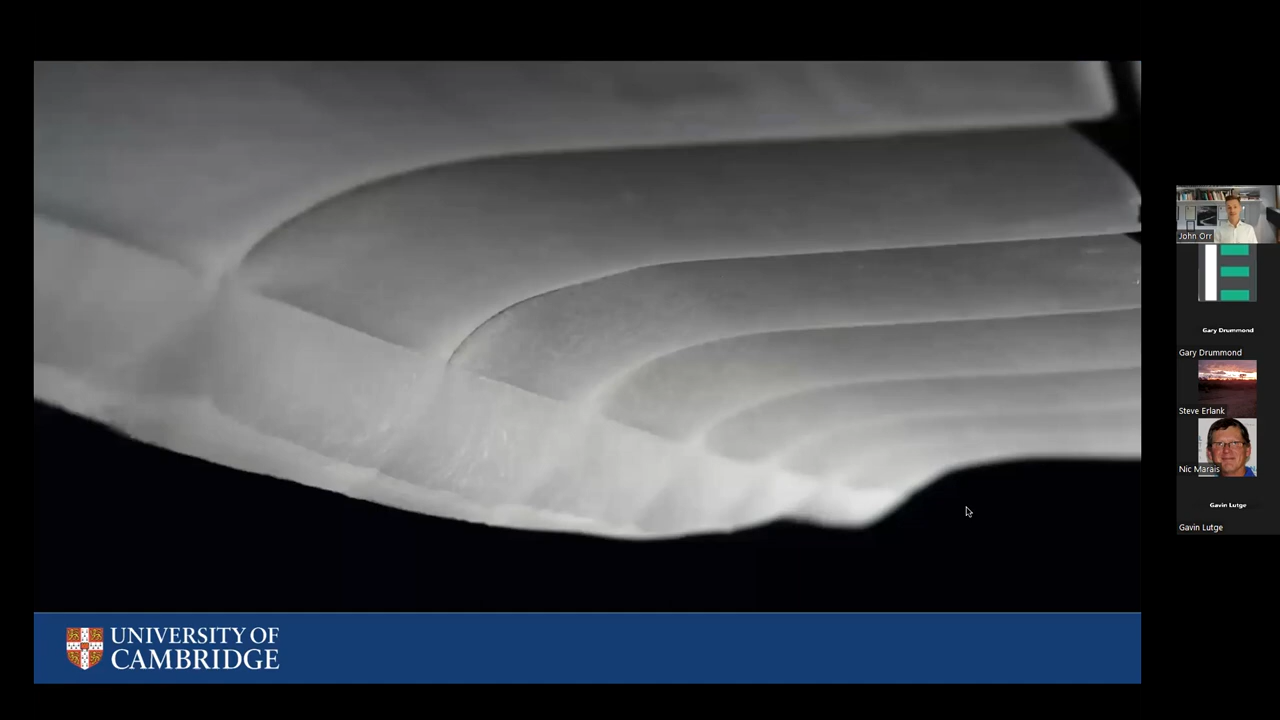 John Orr
Gary Drummond
Gary Drummond
Steve Erlank
Nic Marais
Gavin Lutge
Gavin Lutge
UNIVERSITY OF
CAMBRIDGE